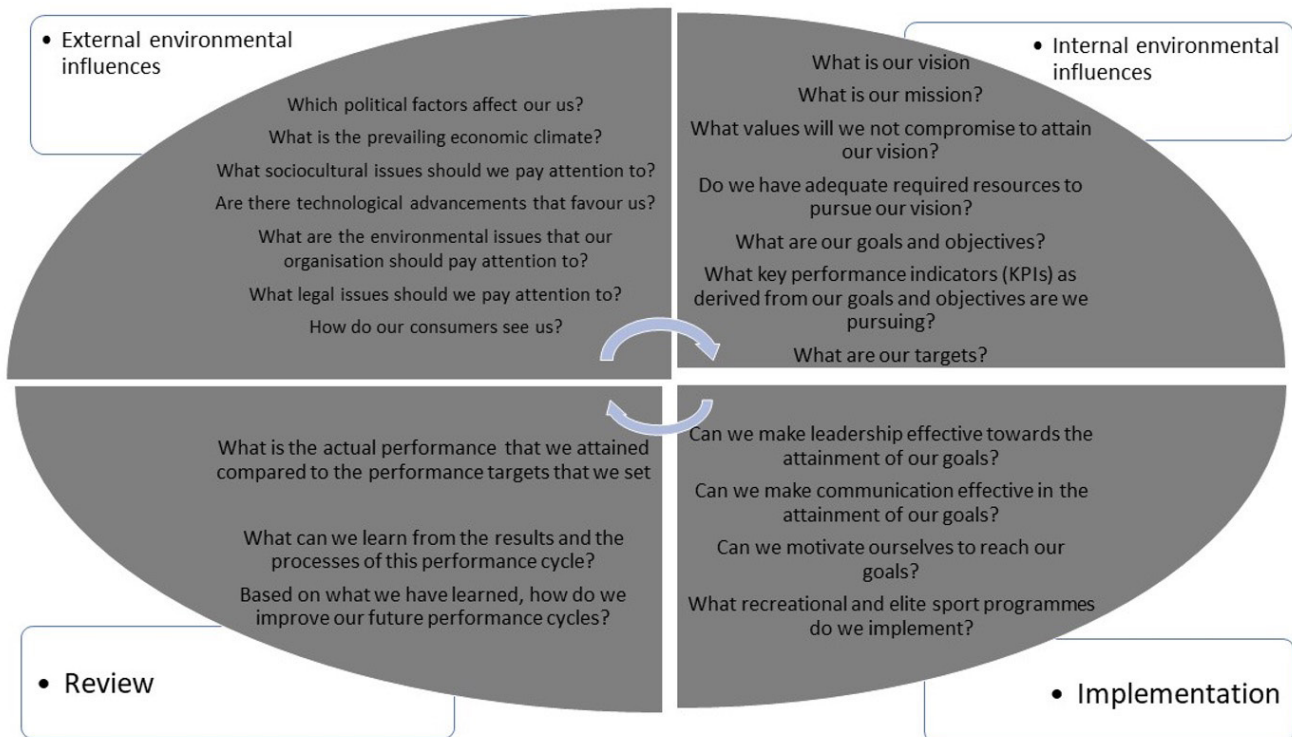 • External environmental
influences
Which political factors affect our us?
What is the prevailing economic climate?
What sociocultural issues should we pay attention to?
Are there technological advancements that favour us?
What are the environmental issues that our
organisation should pay attention to?
What legal issues should we pay attention to?
How do our consumers see us?
• Internal environmental
influences
What is our vision
What is our mission?
What values will we not compromise to attain
our vision?
Do we have adequate required resources to
pursue our vision?
What are our goals and objectives?
What key performance indicators (KPIs) as
derived from our goals and objectives are we
pursuing?
What are our targets?
What is the actual performance that we attained
compared to the performance targets that we set
What can we learn from the results and the
processes of this performance cycle?
Based on what we have learned, how do we
improve our future performance cycles?
• Review
Can we make leadership effective towards the
attainment of our goals?
Can we make communication effective in the
attainment of our goals?
Can we motivate ourselves to reach our
goals?
What recreational and elite sport programmes
do we implement?
• Implementation